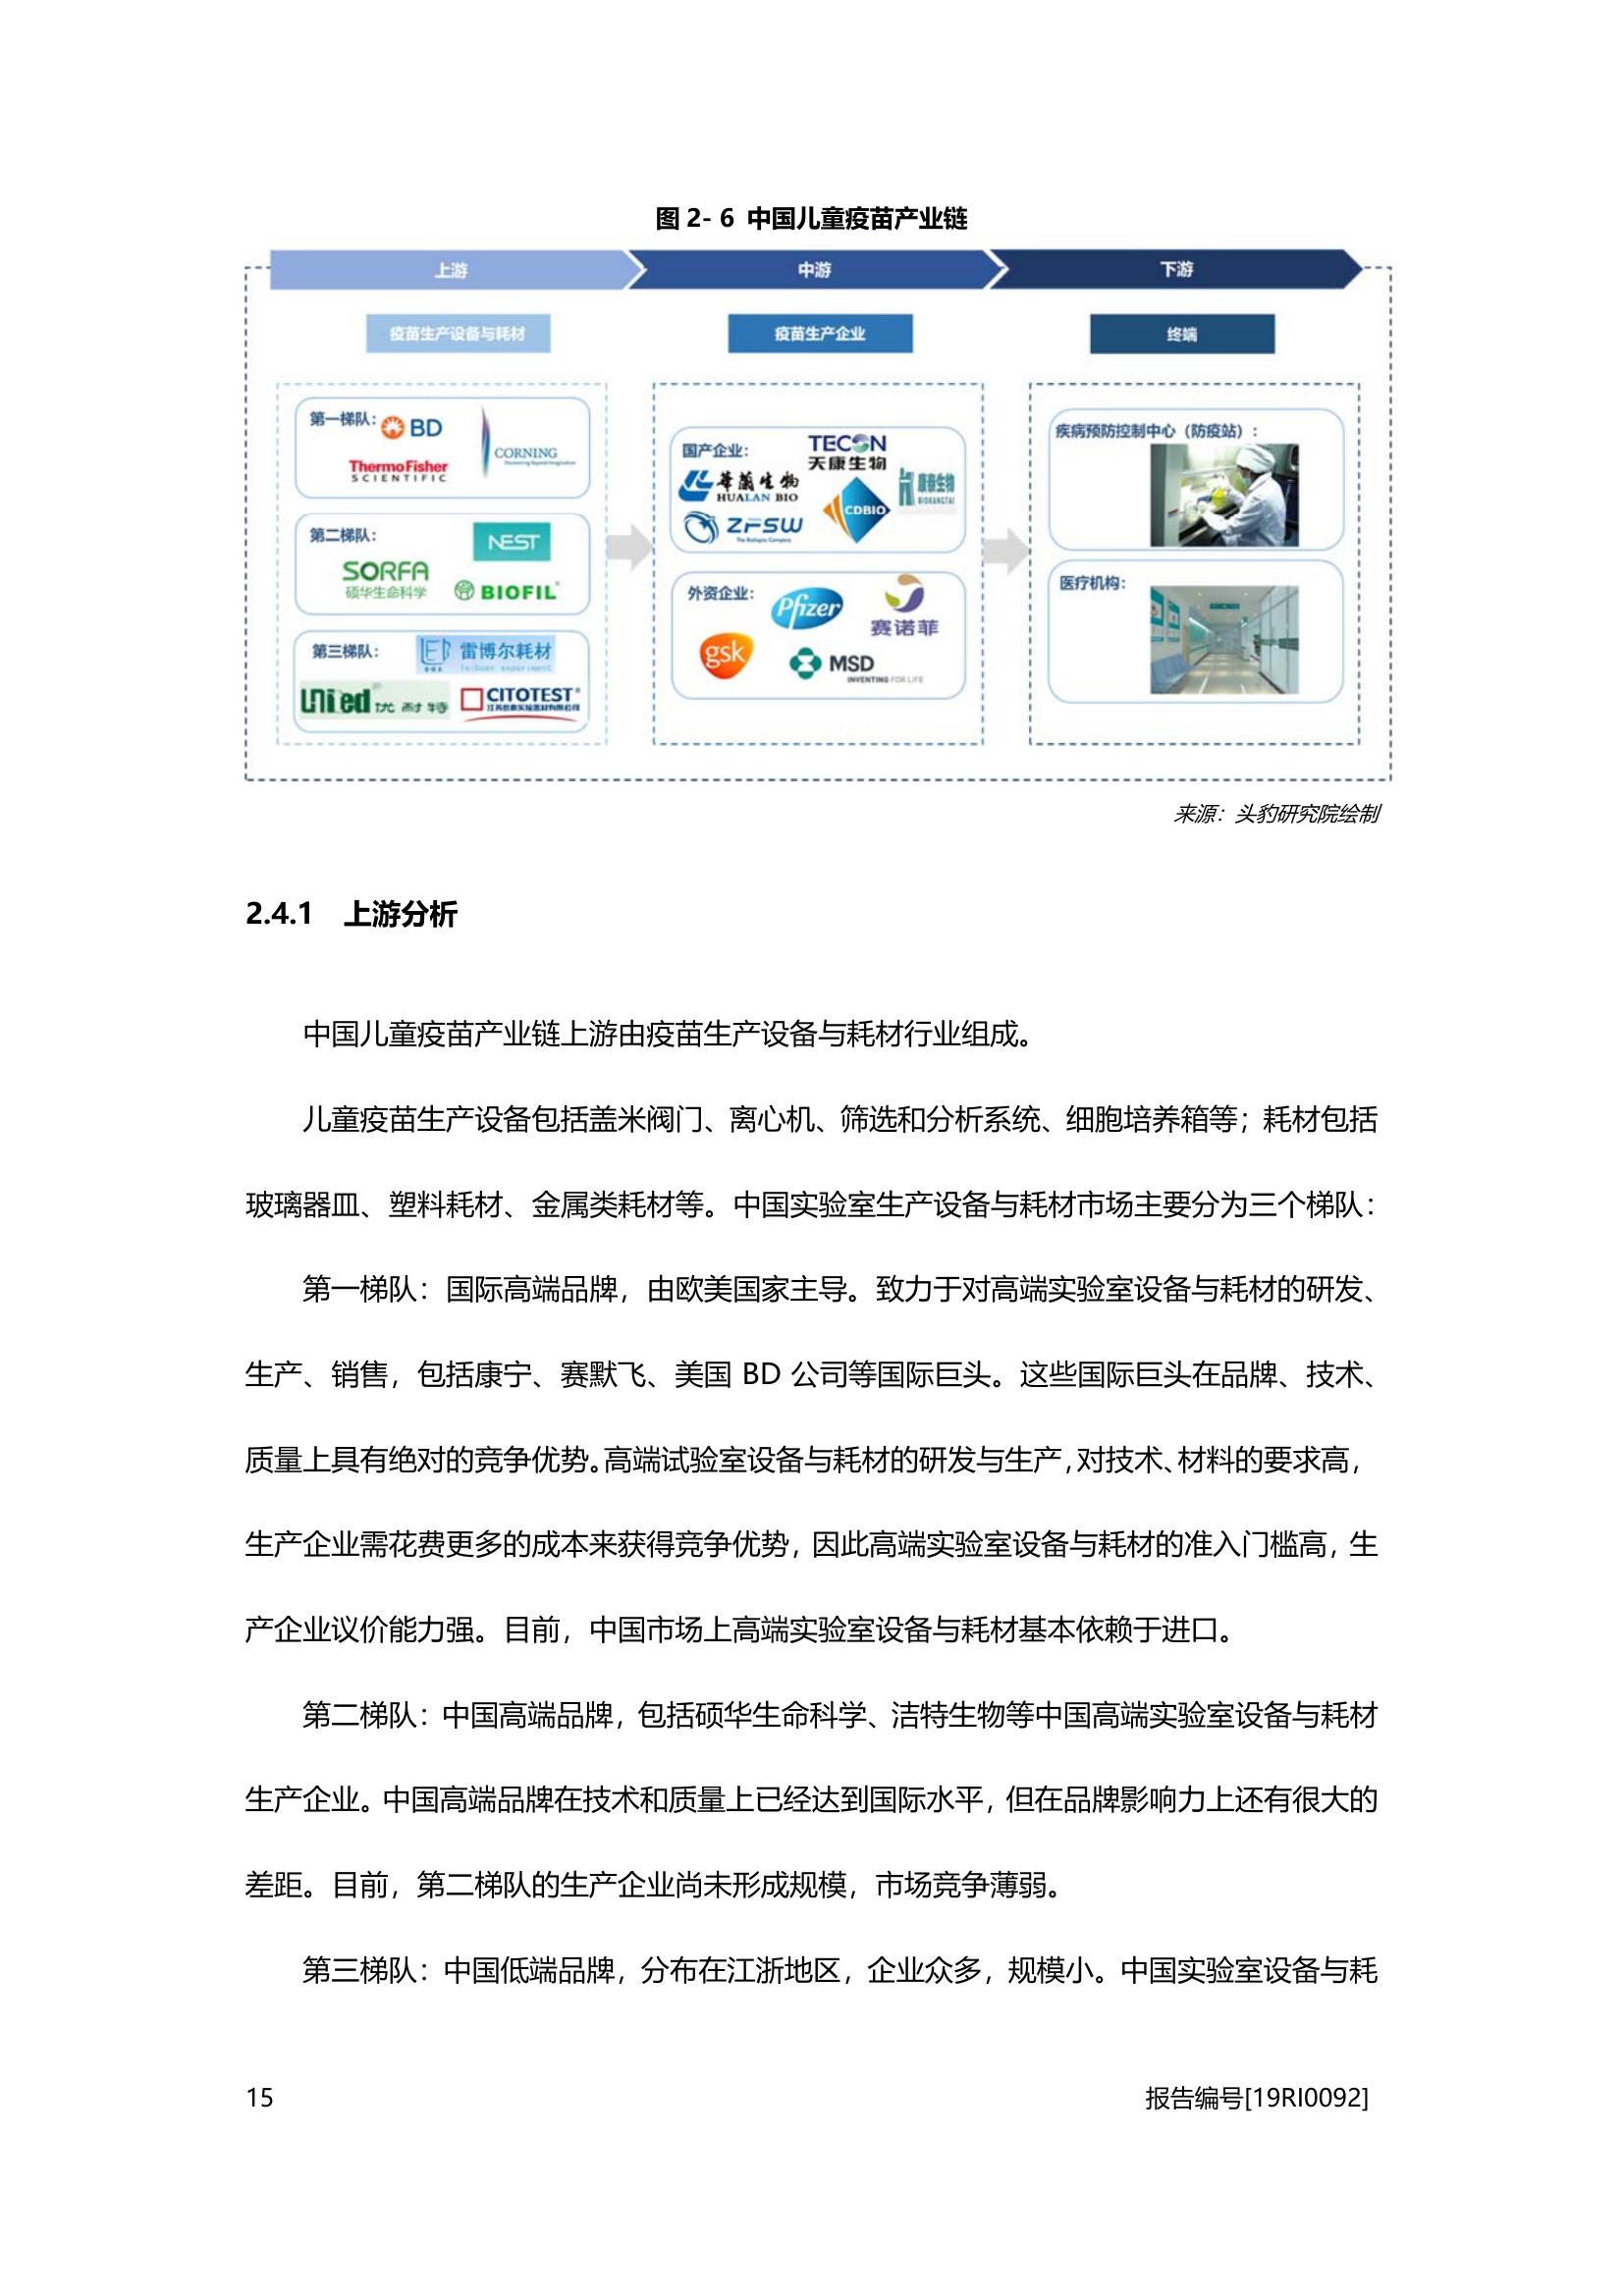 图 2- 6 中国儿童疫苗产业链
上游
中游
下游
疫苗生产设备与耗材
疫苗生产企业
终端
第一梯队：
BD
CORNING
ThermoFisher
SCIENTIFIC
第二梯队：
NEST
SORFA
硕华生命科学
BIOFIL
第三梯队：
雷博尔耗材
United 优耐特
CITOTEST
国产企业：
TECON
天康生物
華蘭生物
HUALAN BIO
CDBIO
康泰生物
BIOKANGTAI
ZFSW
外资企业：
Pfizer
赛诺菲
gsk
MSD
INVENTING FOR LIFE
疾病预防控制中心（防疫站）：
医疗机构：
来源：头豹研究院绘制
2.4.1 上游分析
中国儿童疫苗产业链上游由疫苗生产设备与耗材行业组成。
儿童疫苗生产设备包括盖米阀门、离心机、筛选和分析系统、细胞培养箱等；耗材包括
玻璃器皿、塑料耗材、金属类耗材等。中国实验室生产设备与耗材市场主要分为三个梯队：
第一梯队：国际高端品牌，由欧美国家主导。致力于对高端实验室设备与耗材的研发、
生产、销售，包括康宁、赛默飞、美国 BD 公司等国际巨头。这些国际巨头在品牌、技术、
质量上具有绝对的竞争优势。高端试验室设备与耗材的研发与生产，对技术、材料的要求高，
生产企业需花费更多的成本来获得竞争优势，因此高端实验室设备与耗材的准入门槛高，生
产企业议价能力强。目前，中国市场上高端实验室设备与耗材基本依赖于进口。
第二梯队：中国高端品牌，包括硕华生命科学、洁特生物等中国高端实验室设备与耗材
生产企业。中国高端品牌在技术和质量上已经达到国际水平，但在品牌影响力上还有很大的
差距。目前，第二梯队的生产企业尚未形成规模，市场竞争薄弱。
第三梯队：中国低端品牌，分布在江浙地区，企业众多，规模小。中国实验室设备与耗
15
报告编号[19RI0092]